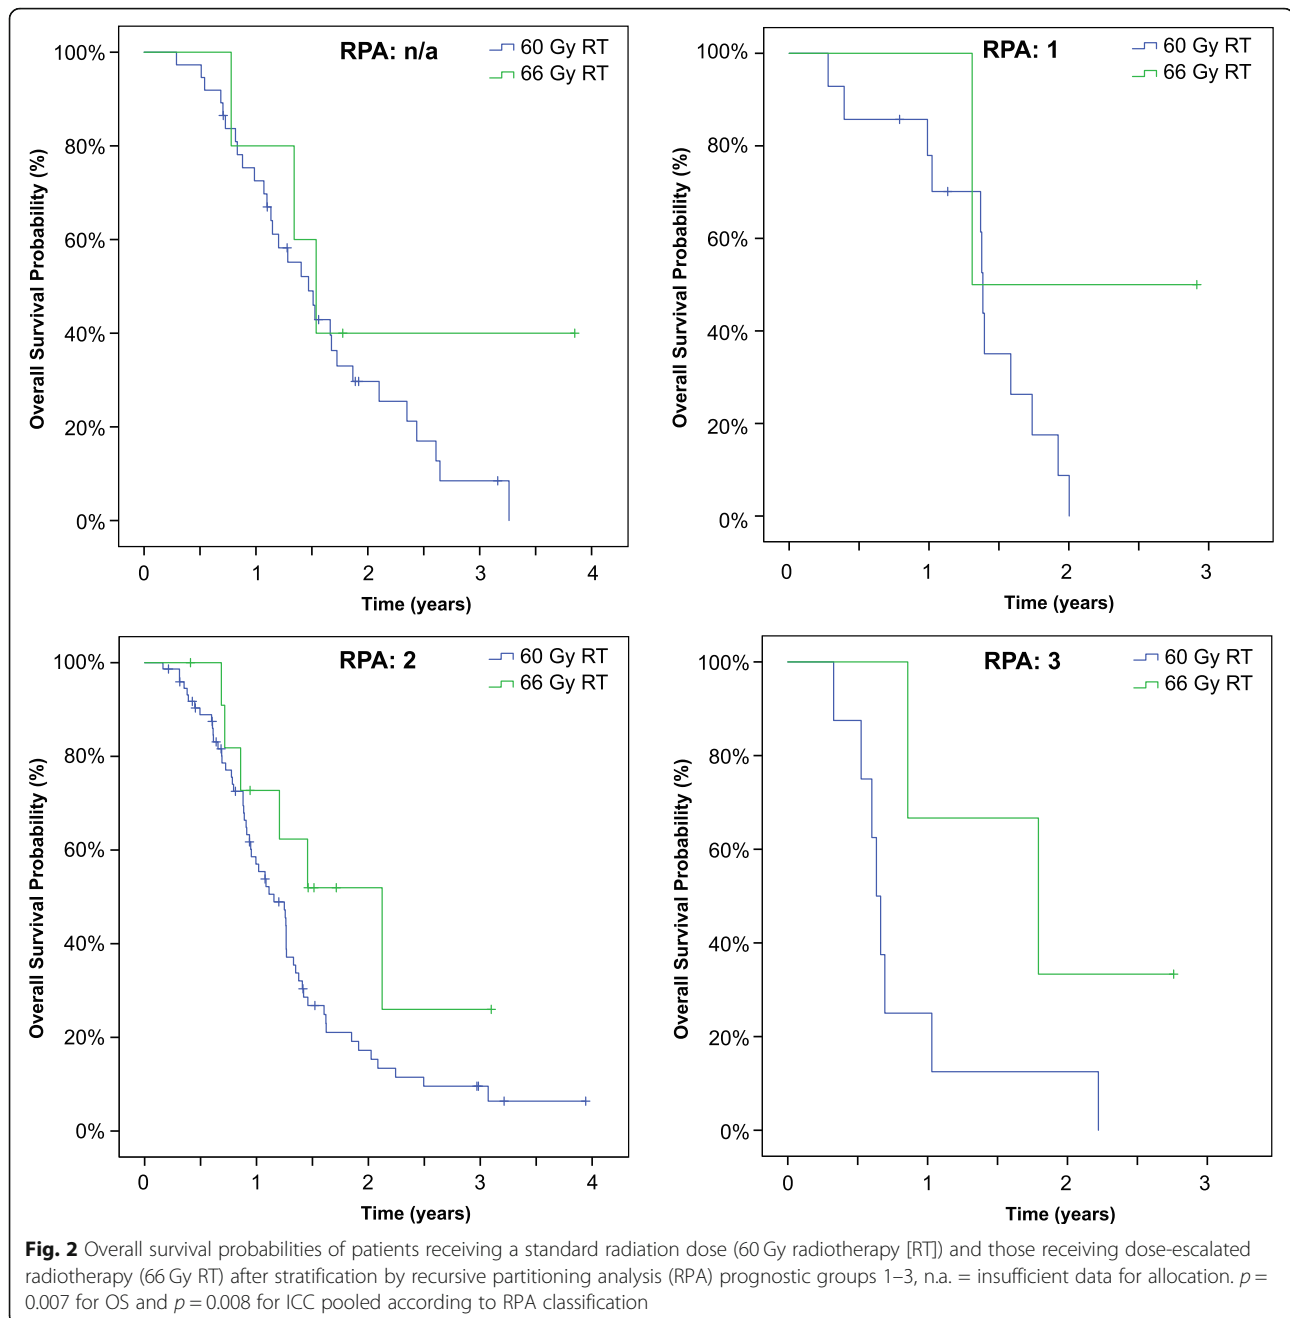 RPA: n/a
60 Gy RT
66 Gy RT
100%
80%
60%
40%
20%
0%
Overall Survival Probability (%)
0 1 2 3 4
Time (years)
RPA: 1
60 Gy RT
66 Gy RT
100%
80%
60%
40%
20%
0%
Overall Survival Probability (%)
0 1 2 3
Time (years)
RPA: 2
60 Gy RT
66 Gy RT
100%
80%
60%
40%
20%
0%
Overall Survival Probability (%)
0 1 2 3 4
Time (years)
RPA: 3
60 Gy RT
66 Gy RT
100%
80%
60%
40%
20%
0%
Overall Survival Probability (%)
0 1 2 3
Time (years)
Fig. 2 Overall survival probabilities of patients receiving a standard radiation dose (60 Gy radiotherapy [RT]) and those receiving dose-escalated
radiotherapy (66 Gy RT) after stratification by recursive partitioning analysis (RPA) prognostic groups 1–3, n.a. = insufficient data for allocation. p =
0.007 for OS and p = 0.008 for ICC pooled according to RPA classification